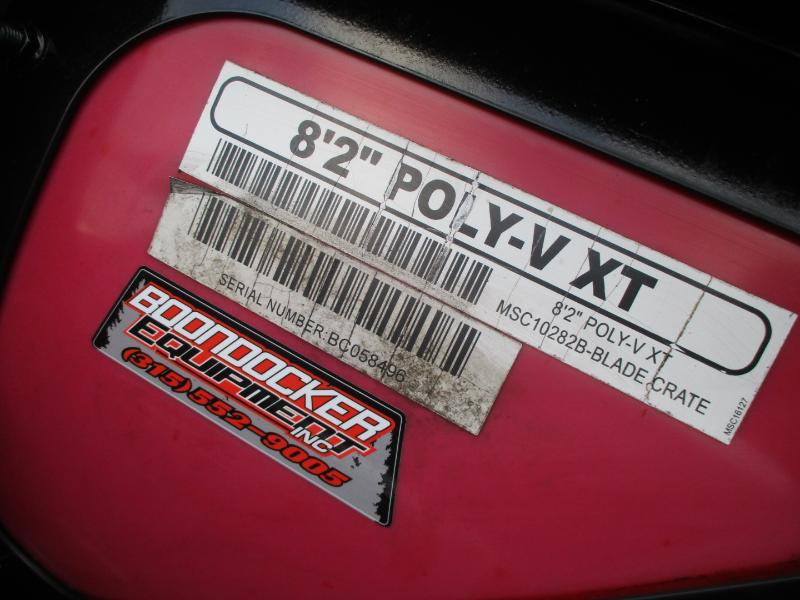 8'2" POLY-V XT
8'2" POLY-V XT
MSC10282B-BLADE CRATE
MSC16127
SERIAL NUMBER: BC058496
BOONDOCKER
EQUIPMENT
INC
(315) 552-9005